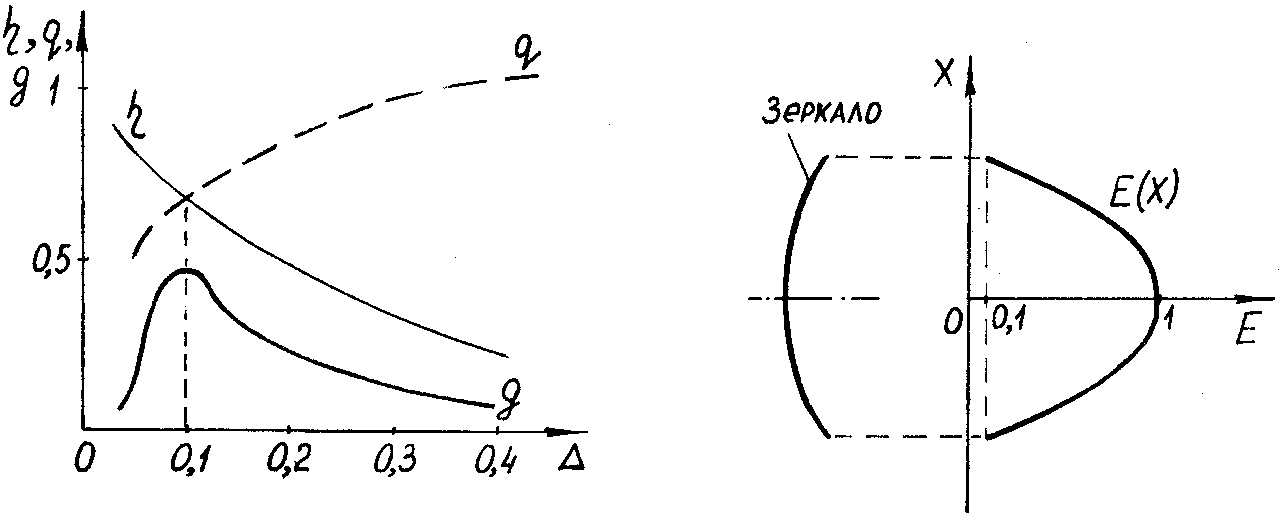 η, q,
g 1
η
q
0,5
g
0 0,1 0,2 0,3 0,4 Δ
X
Зеркало
E(X)
0 0,1 1 E